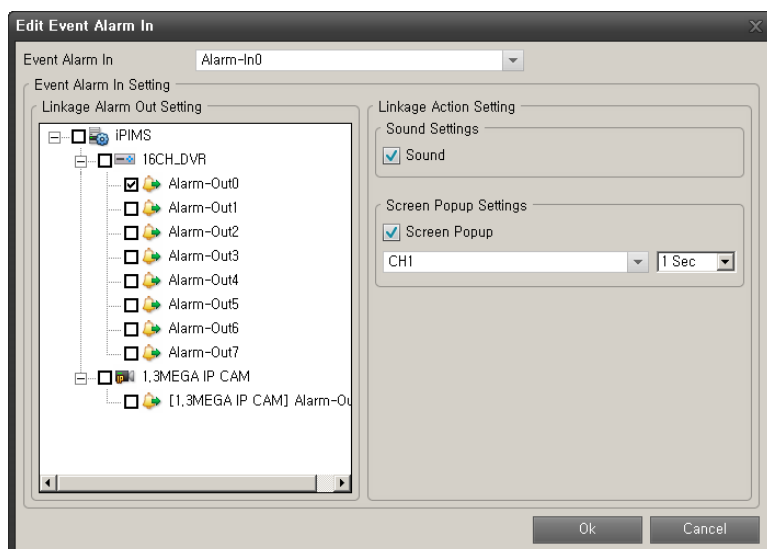 Edit Event Alarm In
Event Alarm In
Alarm-In0
Event Alarm In Setting
Linkage Alarm Out Setting
iPIMS
16CH_DVR
Alarm-Out0
Alarm-Out1
Alarm-Out2
Alarm-Out3
Alarm-Out4
Alarm-Out5
Alarm-Out6
Alarm-Out7
1,3MEGA IP CAM
[1,3MEGA IP CAM] Alarm-Ou
Linkage Action Setting
Sound Settings
Sound
Screen Popup Settings
Screen Popup
CH1
1 Sec
Ok
Cancel